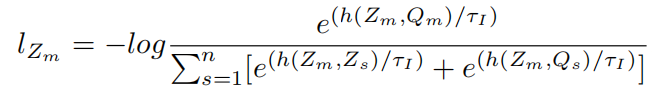 l_{Z_m} = -log \frac{e^{(h(Z_m,Q_m)/\tau_I)}}{\sum_{s=1}^{n}[e^{(h(Z_m,Z_s)/\tau_I)} + e^{(h(Z_m,Q_s)/\tau_I)}]}